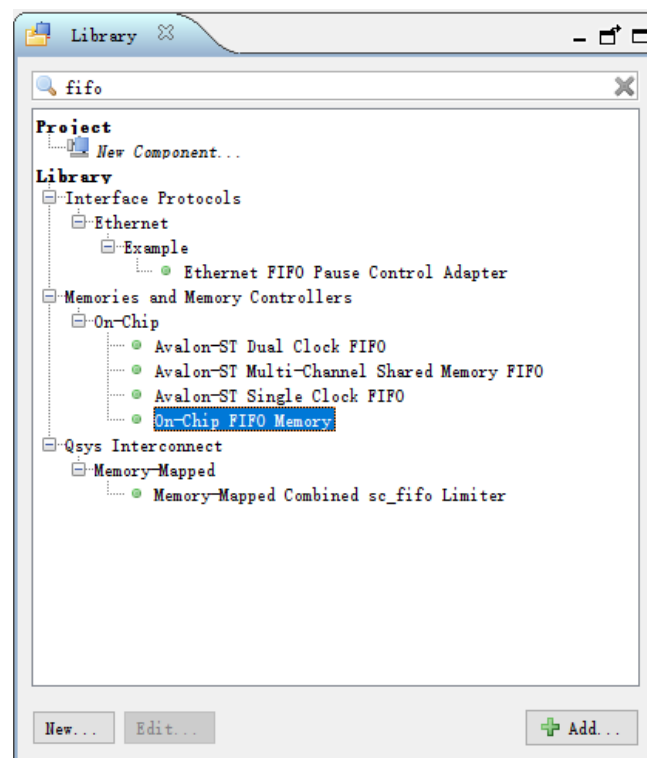 Library
fifo
Project
New Component...
Library
Interface Protocols
Ethernet
Example
Ethernet FIFO Pause Control Adapter
Memories and Memory Controllers
On-Chip
Avalon-ST Dual Clock FIFO
Avalon-ST Multi-Channel Shared Memory FIFO
Avalon-ST Single Clock FIFO
On-Chip FIFO Memory
Qsys Interconnect
Memory-Mapped
Memory-Mapped Combined sc_fifo Limiter
New... Edit... Add...